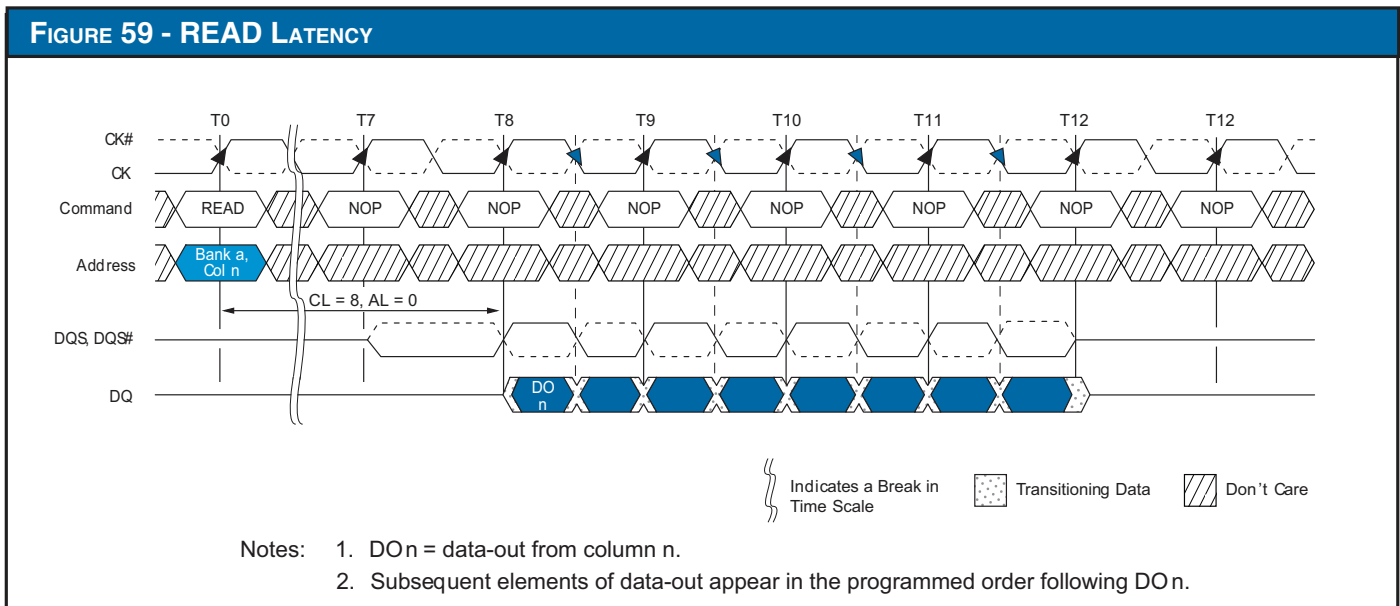 FIGURE 59 - READ LATENCY
T0 T7 T8 T9 T10 T11 T12 T12
CK#
CK
Command READ NOP NOP NOP NOP NOP NOP NOP
Address Bank a,
Col n
CL = 8, AL = 0
DQS, DQS#
DQ DO
n
Indicates a Break in
Time Scale
Transitioning Data
Don't Care
Notes: 1. DO n = data-out from column n.
2. Subsequent elements of data-out appear in the programmed order following DO n.